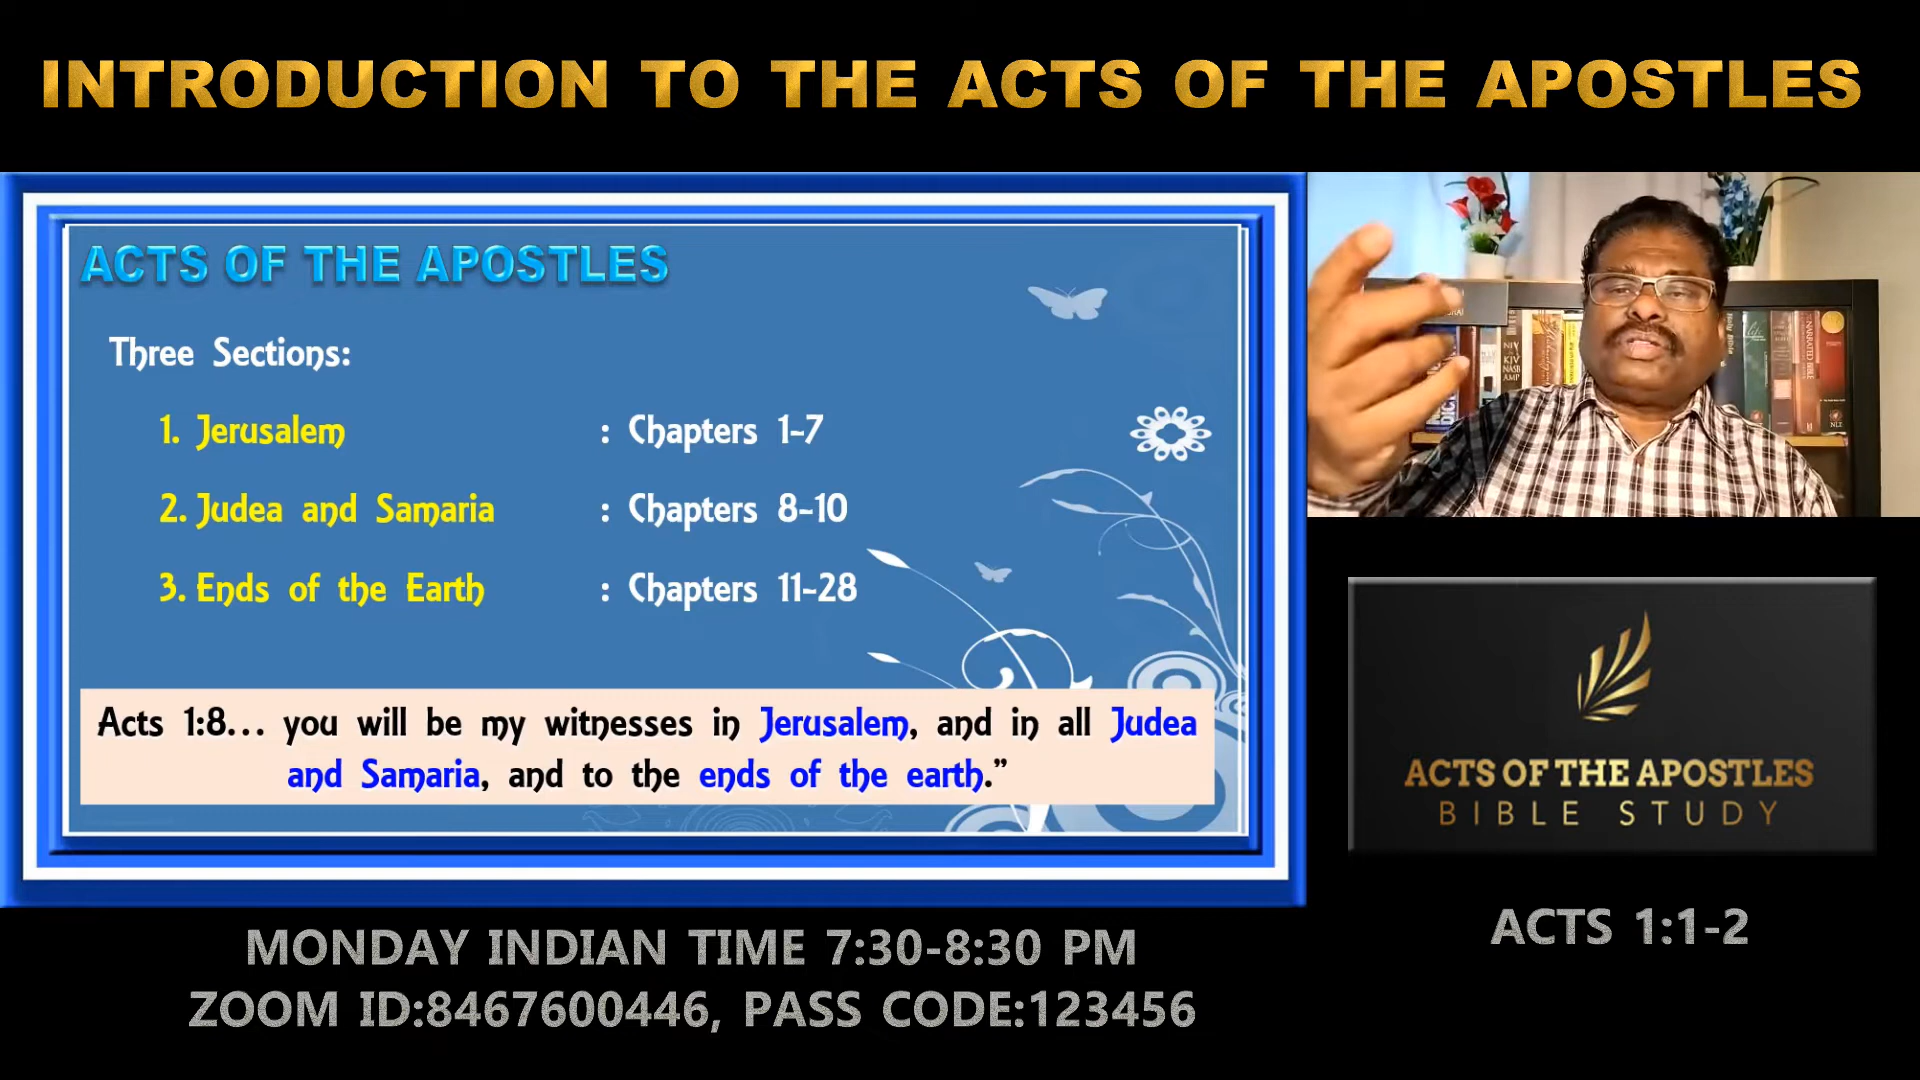 INTRODUCTION TO THE ACTS OF THE APOSTLES
ACTS OF THE APOSTLES
Three Sections:
1. Jerusalem : Chapters 1-7
2. Judea and Samaria : Chapters 8-10
3. Ends of the Earth : Chapters 11-28
Acts 1:8... you will be my witnesses in Jerusalem, and in all Judea
and Samaria, and to the ends of the earth.”
NIV
KJV
NASB
AMP
ACTS OF THE APOSTLES
BIBLE STUDY
ACTS 1:1-2
MONDAY INDIAN TIME 7:30-8:30 PM
ZOOM ID:8467600446, PASS CODE:123456